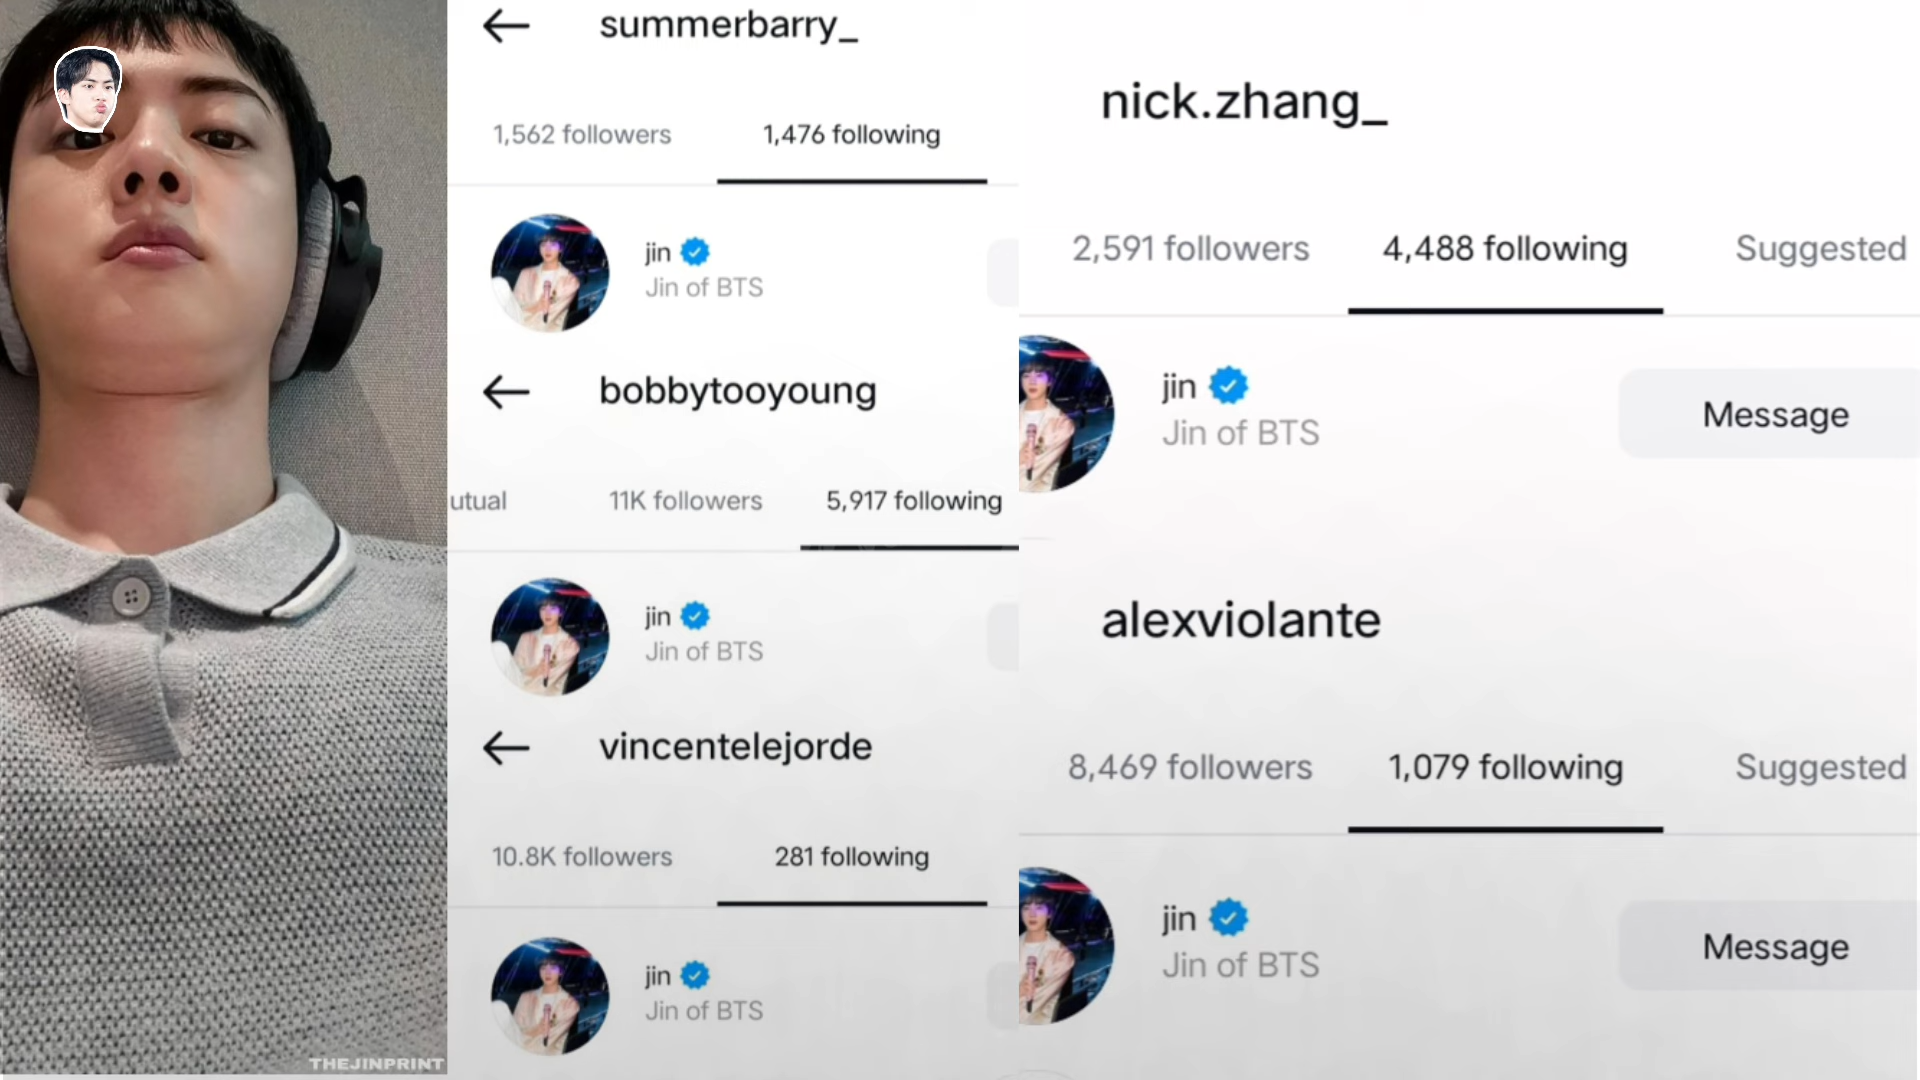 summerbarry_
1,562 followers 1,476 following
jin
Jin of BTS
bobbytooyoung
utual 11K followers 5,917 following
jin
Jin of BTS
vincentelejorde
10.8K followers 281 following
jin
Jin of BTS
nick.zhang_
2,591 followers 4,488 following Suggested
jin
Jin of BTS
Message
alexviolante
8,469 followers 1,079 following Suggested
jin
Jin of BTS
Message
THEJINPRINT